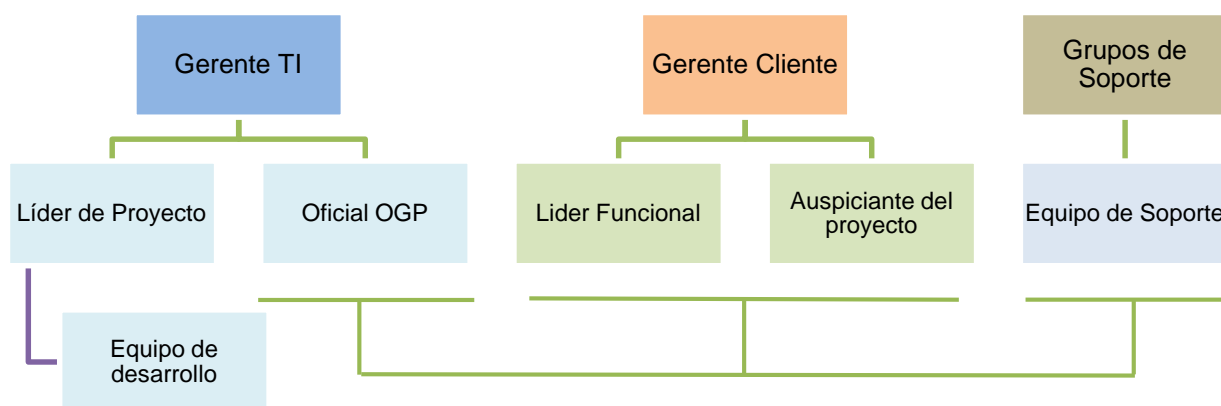 Gerente TI
Gerente Cliente
Grupos de
Soporte
Líder de Proyecto
Oficial OGP
Lider Funcional
Auspiciante del
proyecto
Equipo de Soporte
Equipo de
desarrollo